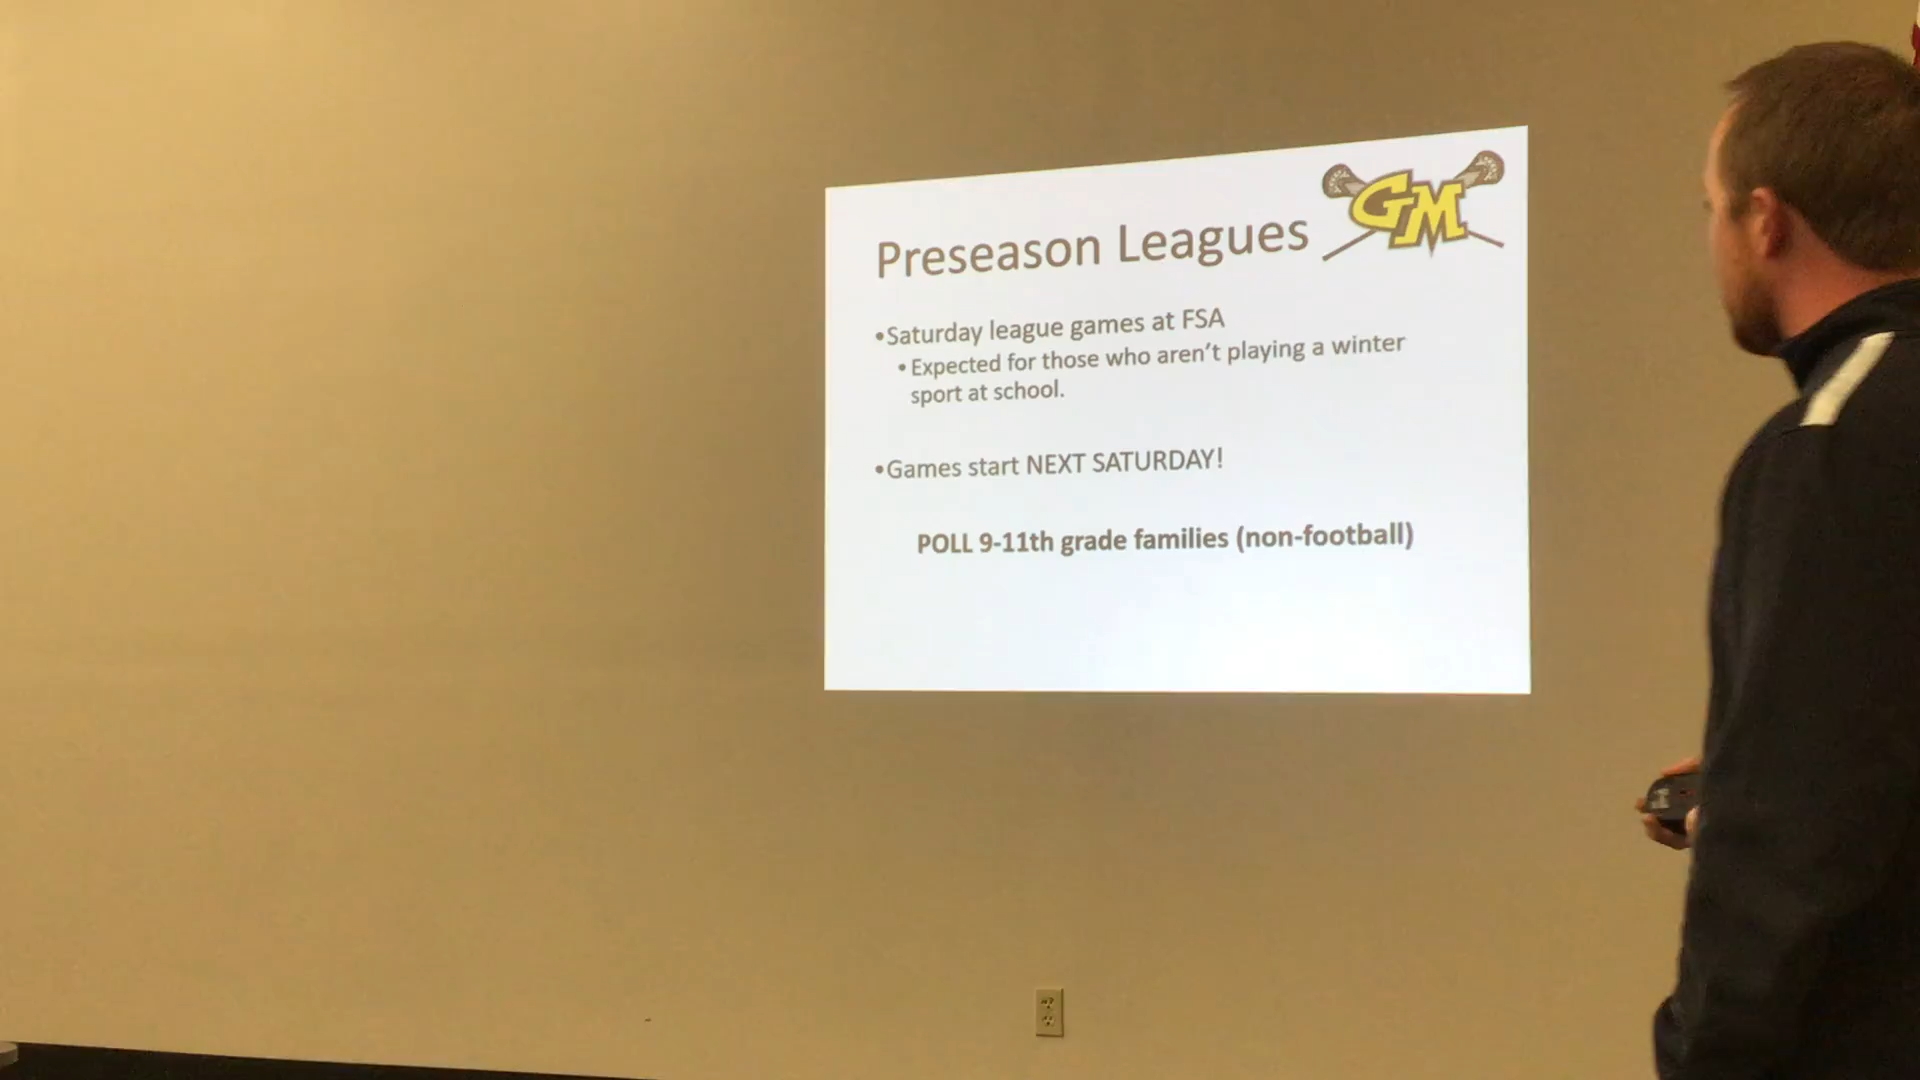 GM
Preseason Leagues
•Saturday league games at FSA
•Expected for those who aren't playing a winter
sport at school.
•Games start NEXT SATURDAY!
POLL 9-11th grade families (non-football)